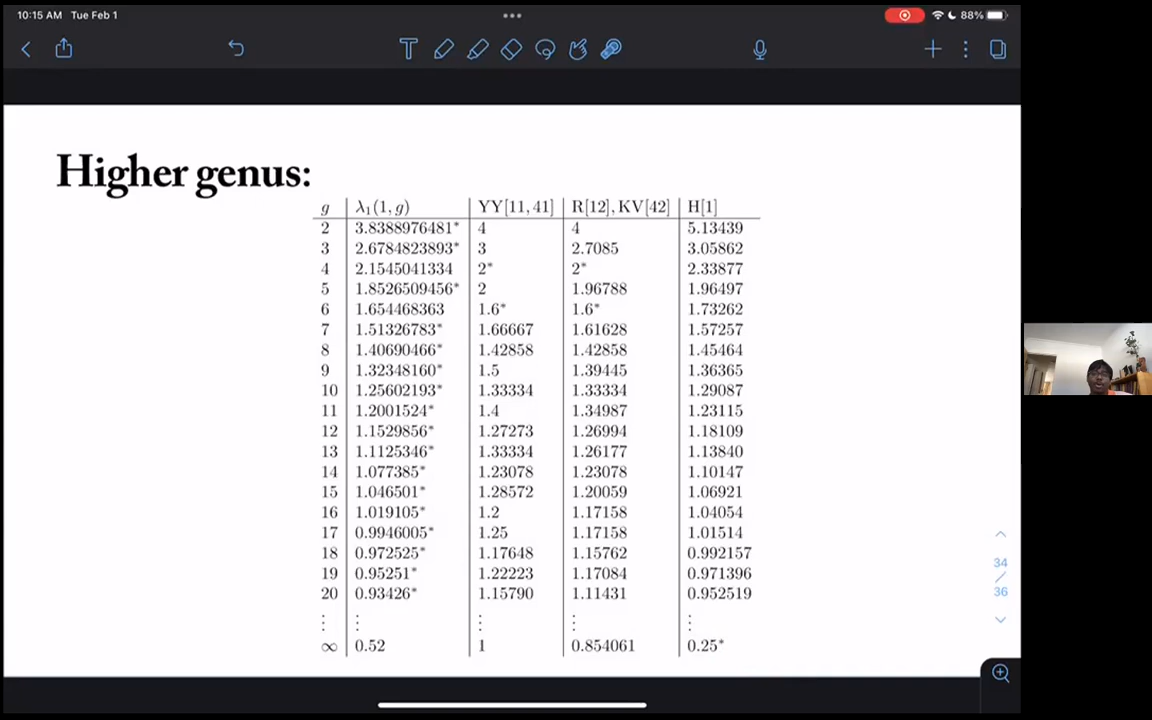 10:15 AM Tue Feb 1
88%
Higher genus:
g λ₁(1, g) YY[11, 41] R[12], KV[42] H[1]
2 3.8388976481* 4 4 5.13439
3 2.6784823893* 3 2.7085 3.05862
4 2.1545041334 2* 2* 2.33877
5 1.8526509456* 2 1.96788 1.96497
6 1.654468363 1.6* 1.6* 1.73262
7 1.51326783* 1.66667 1.61628 1.57257
8 1.40690466* 1.42858 1.42858 1.45464
9 1.32348160* 1.5 1.39445 1.36365
10 1.25602193* 1.33334 1.33334 1.29087
11 1.2001524* 1.4 1.34987 1.23115
12 1.1529856* 1.27273 1.26994 1.18109
13 1.1125346* 1.33334 1.26177 1.13840
14 1.077385* 1.23078 1.23078 1.10147
15 1.046501* 1.28572 1.20059 1.06921
16 1.019105* 1.2 1.17158 1.04054
17 0.9946005* 1.25 1.17158 1.01514
18 0.972525* 1.17648 1.15762 0.992157
19 0.95251* 1.22223 1.17084 0.971396
20 0.93426* 1.15790 1.11431 0.952519
⋮ ⋮ ⋮ ⋮ ⋮
∞ 0.52 1 0.854061 0.25*
34
/
36